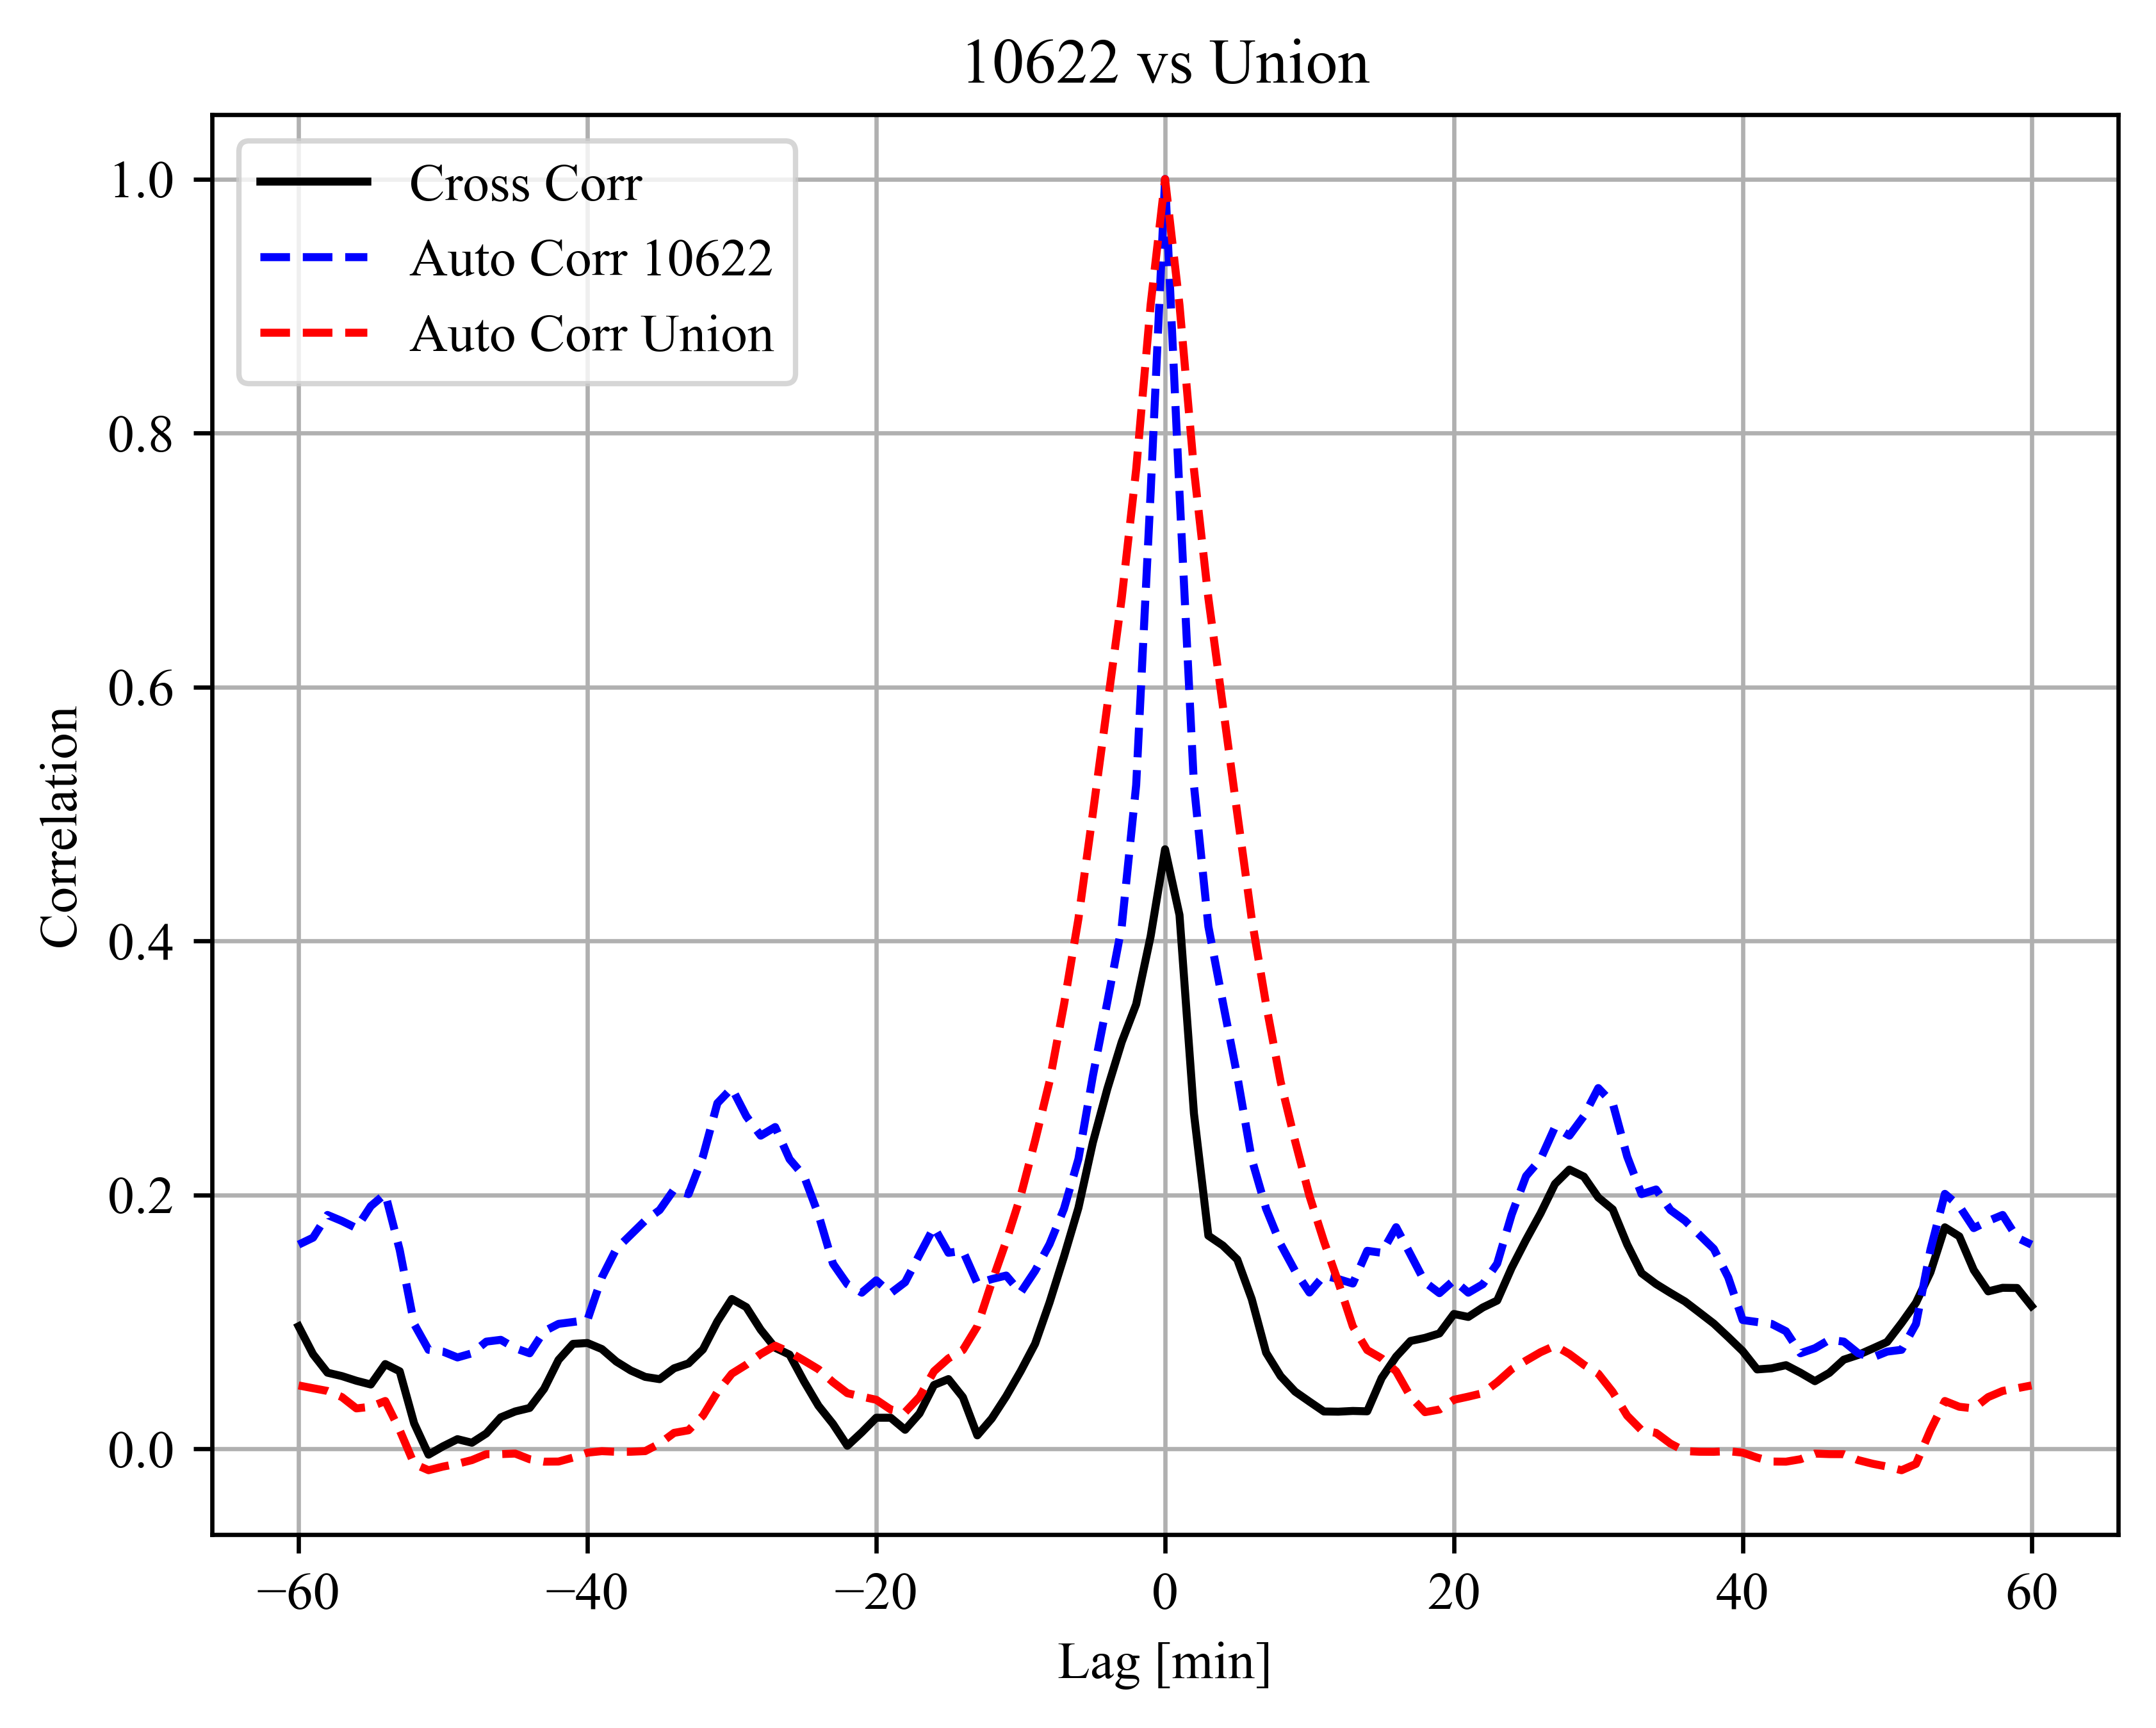 10622 vs Union
Cross Corr
Auto Corr 10622
Auto Corr Union
1.0
0.8
0.6
0.4
0.2
0.0
Correlation
−60 −40 −20 0 20 40 60
Lag [min]